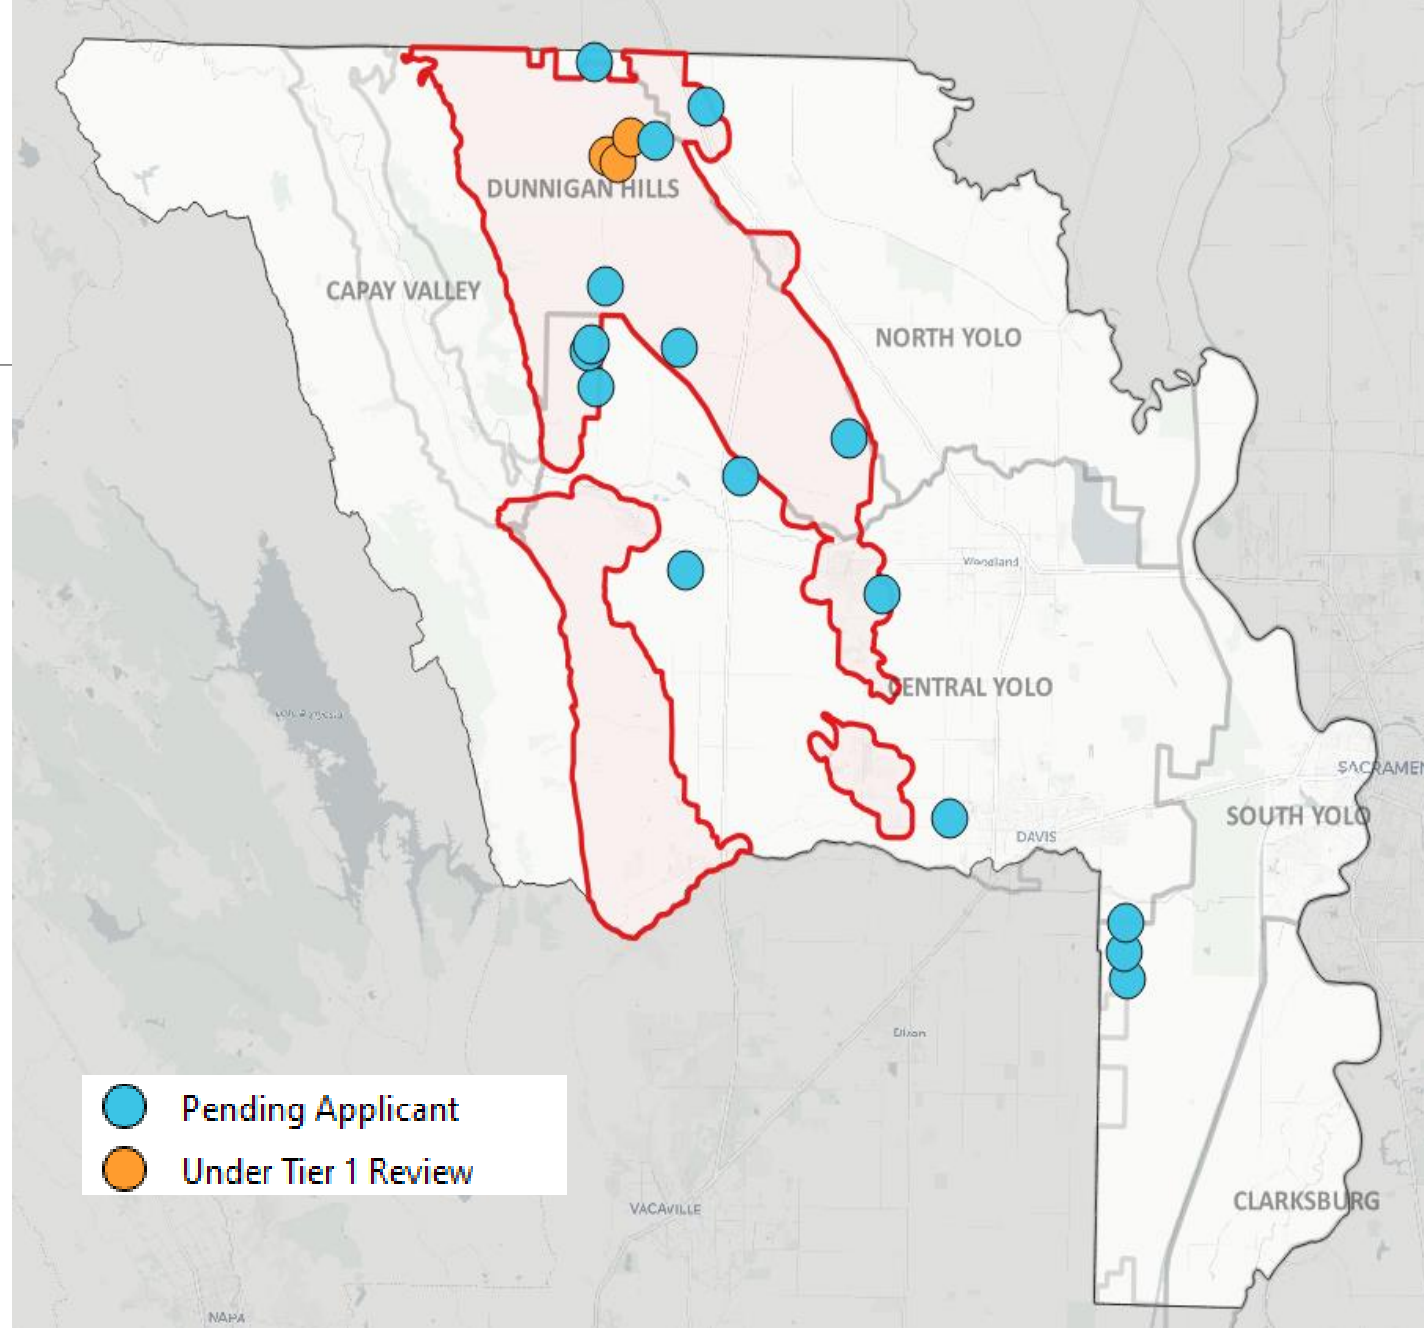 DUNNIGAN HILLS
CAPAY VALLEY
NORTH YOLO
Woodland
CENTRAL YOLO
SACRAMEN
SOUTH YOLO
DAVIS
Dixon
Pending Applicant
Under Tier 1 Review
CLARKSBURG
VACAVILLE
NAPA